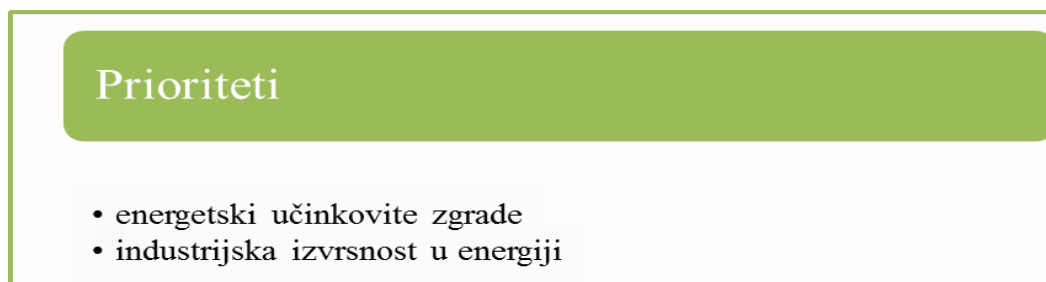 Prioriteti
• energetski učinkovite zgrade
• industrijska izvrsnost u energiji